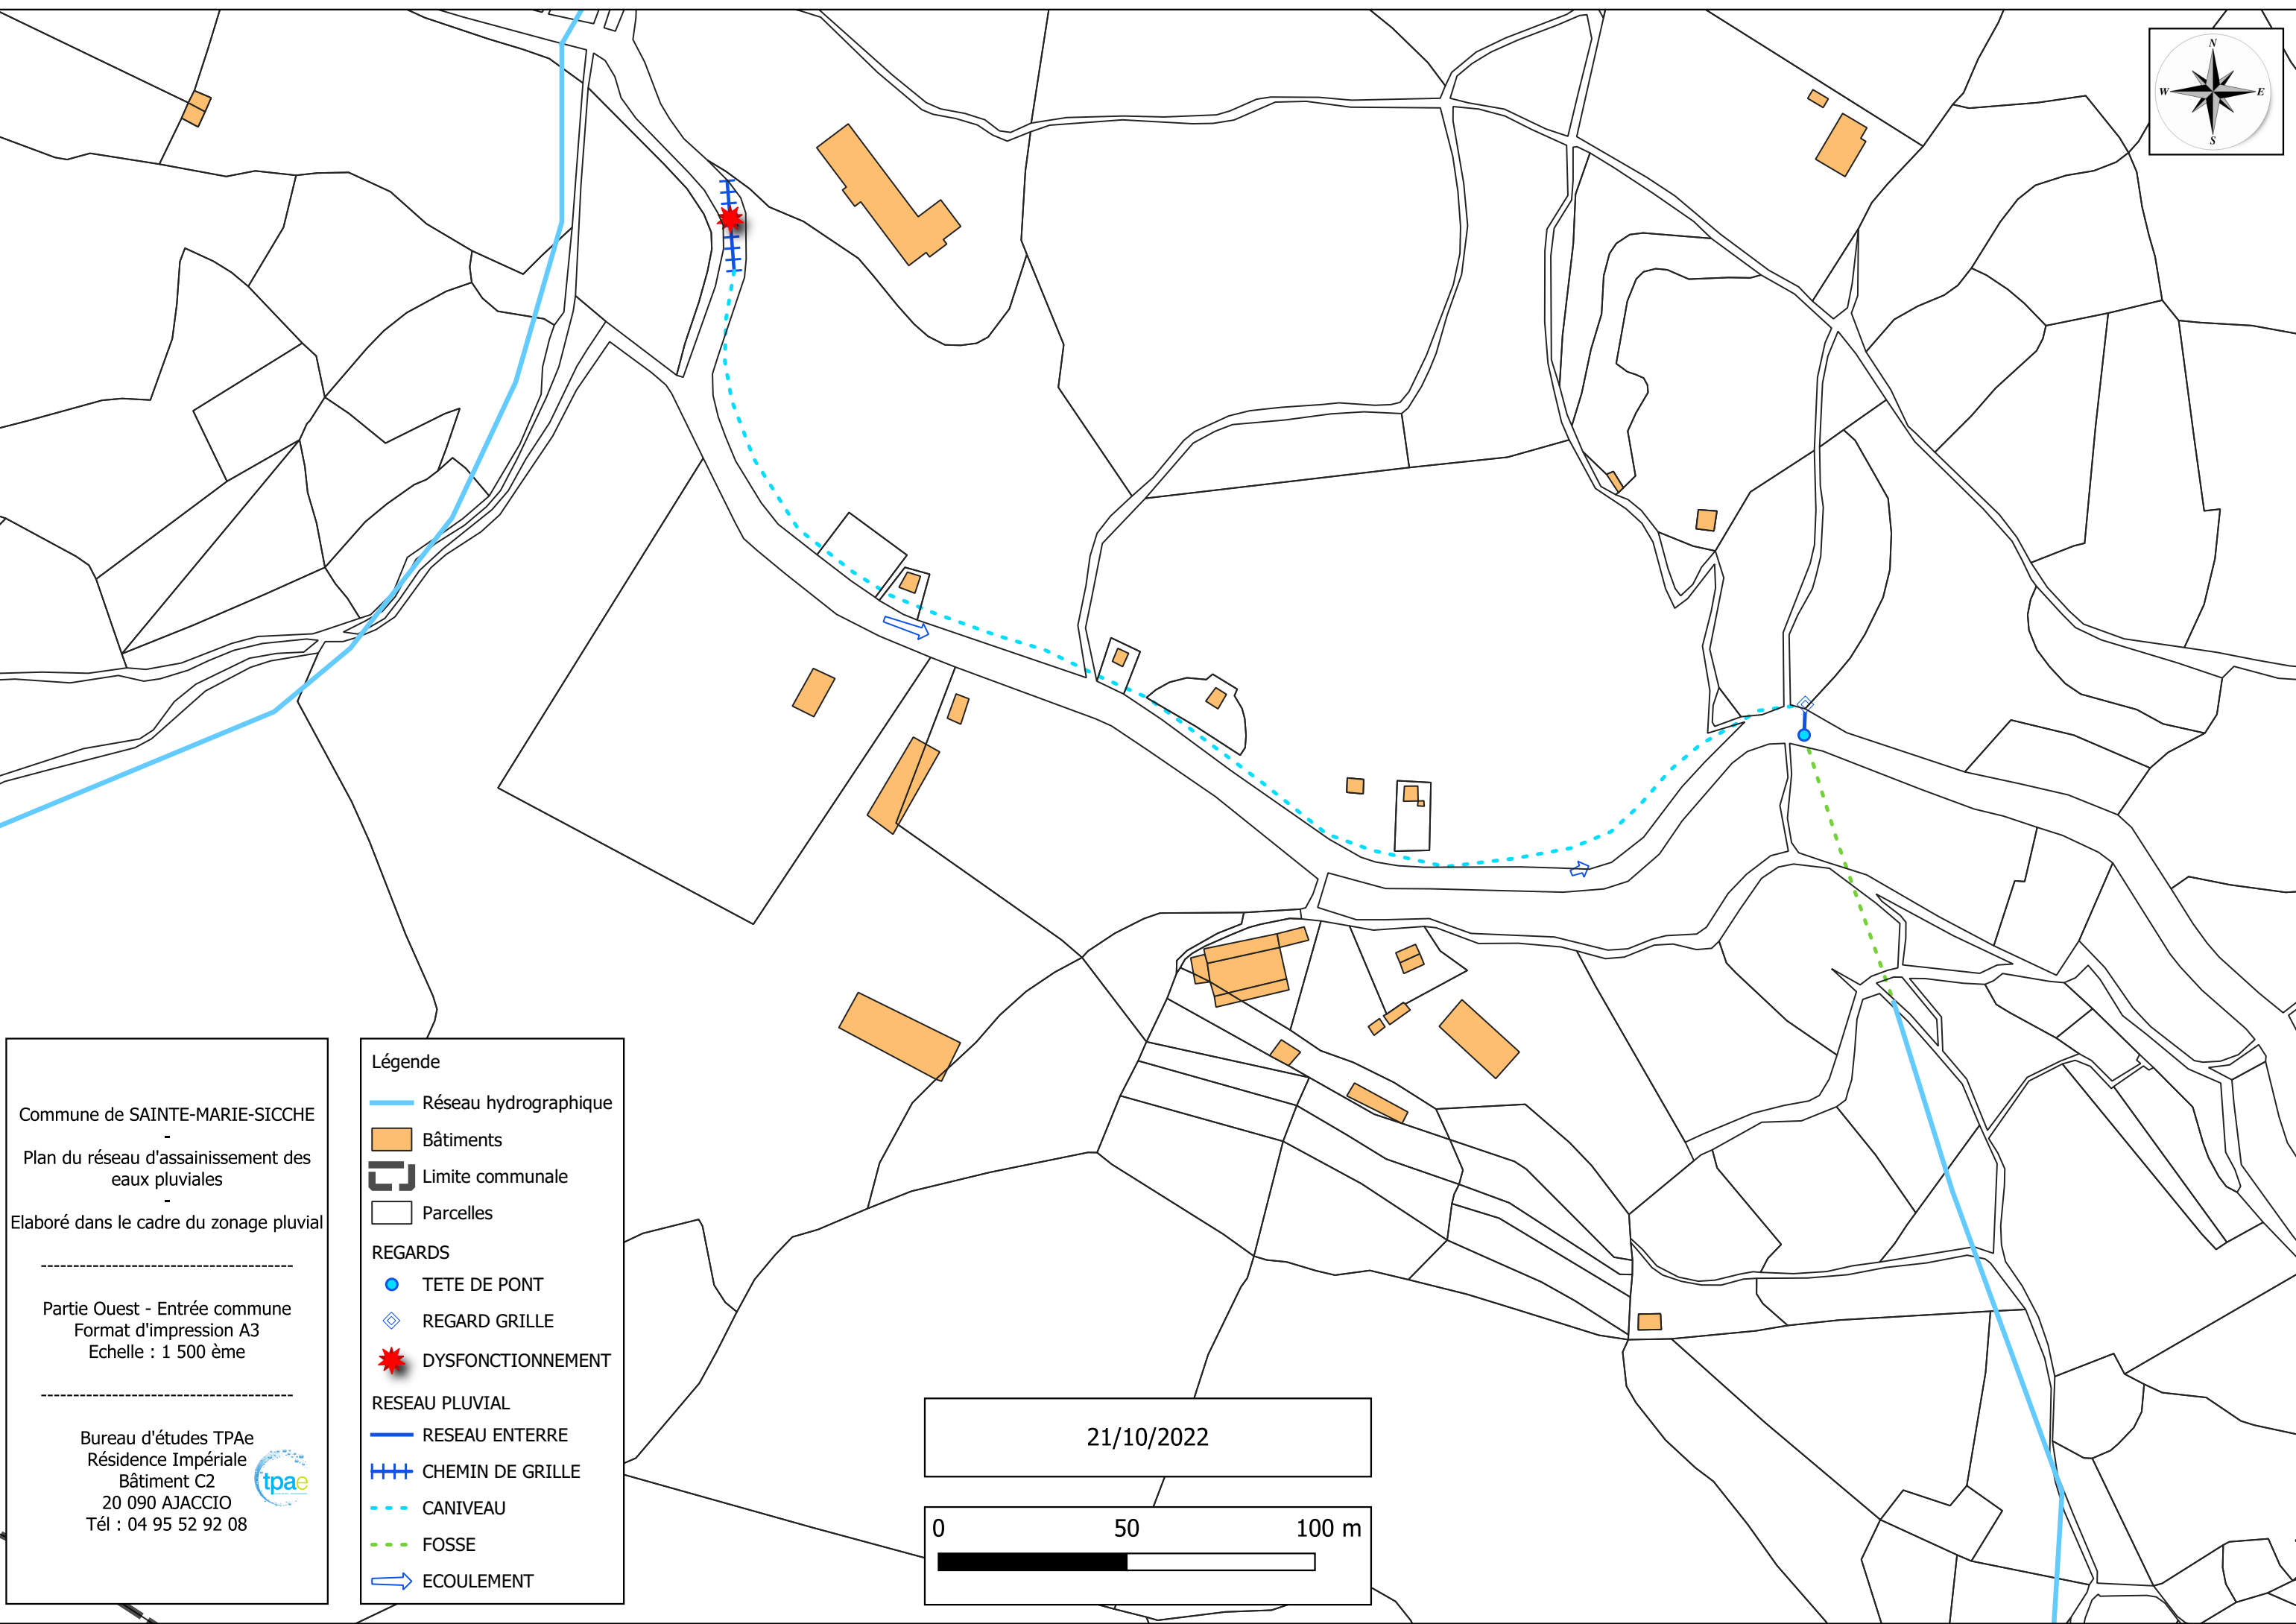 N
W
E
S
Commune de SAINTE-MARIE-SICCHE
-
Plan du réseau d'assainissement des
eaux pluviales
-
Elaboré dans le cadre du zonage pluvial
---------------------------------------
Partie Ouest - Entrée commune
Format d'impression A3
Echelle : 1 500 ème
---------------------------------------
Bureau d'études TPAe
Résidence Impériale
Bâtiment C2
20 090 AJACCIO
Tél : 04 95 52 92 08
tpae
Légende
Réseau hydrographique
Bâtiments
Limite communale
Parcelles
REGARDS
TETE DE PONT
REGARD GRILLE
DYSFONCTIONNEMENT
RESEAU PLUVIAL
RESEAU ENTERRE
CHEMIN DE GRILLE
CANIVEAU
FOSSE
ECOULEMENT
21/10/2022
0 50 100 m